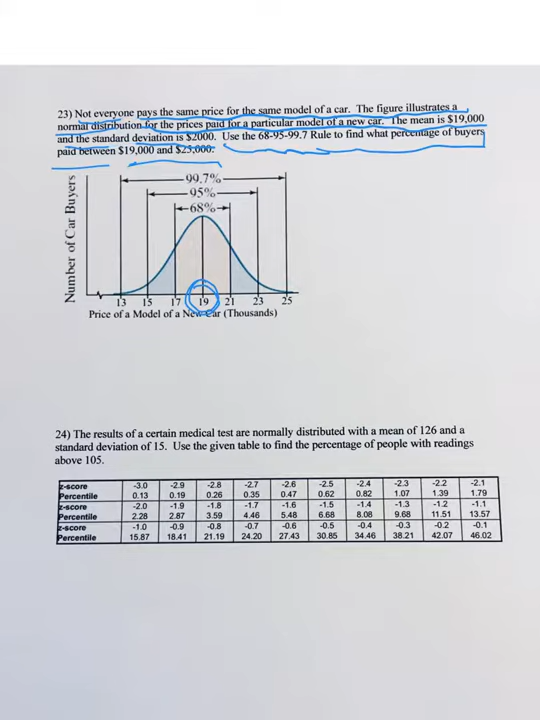 23) Not everyone pays the same price for the same model of a car. The figure illustrates a
normal distribution for the prices paid for a particular model of a new car. The mean is $19,000
and the standard deviation is $2000. Use the 68-95-99.7 Rule to find what percentage of buyers
paid between $19,000 and $25,000.
99.7%
95%
68%
Number of Car Buyers
13 15 17 19 21 23 25
Price of a Model of a New Car (Thousands)
24) The results of a certain medical test are normally distributed with a mean of 126 and a
standard deviation of 15. Use the given table to find the percentage of people with readings
above 105.
z-score -3.0 -2.9 -2.8 -2.7 -2.6 -2.5 -2.4 -2.3 -2.2 -2.1
Percentile 0.13 0.19 0.26 0.35 0.47 0.62 0.82 1.07 1.39 1.79
z-score -2.0 -1.9 -1.8 -1.7 -1.6 -1.5 -1.4 -1.3 -1.2 -1.1
Percentile 2.28 2.87 3.59 4.46 5.48 6.68 8.08 9.68 11.51 13.57
z-score -1.0 -0.9 -0.8 -0.7 -0.6 -0.5 -0.4 -0.3 -0.2 -0.1
Percentile 15.87 18.41 21.19 24.20 27.43 30.85 34.46 38.21 42.07 46.02